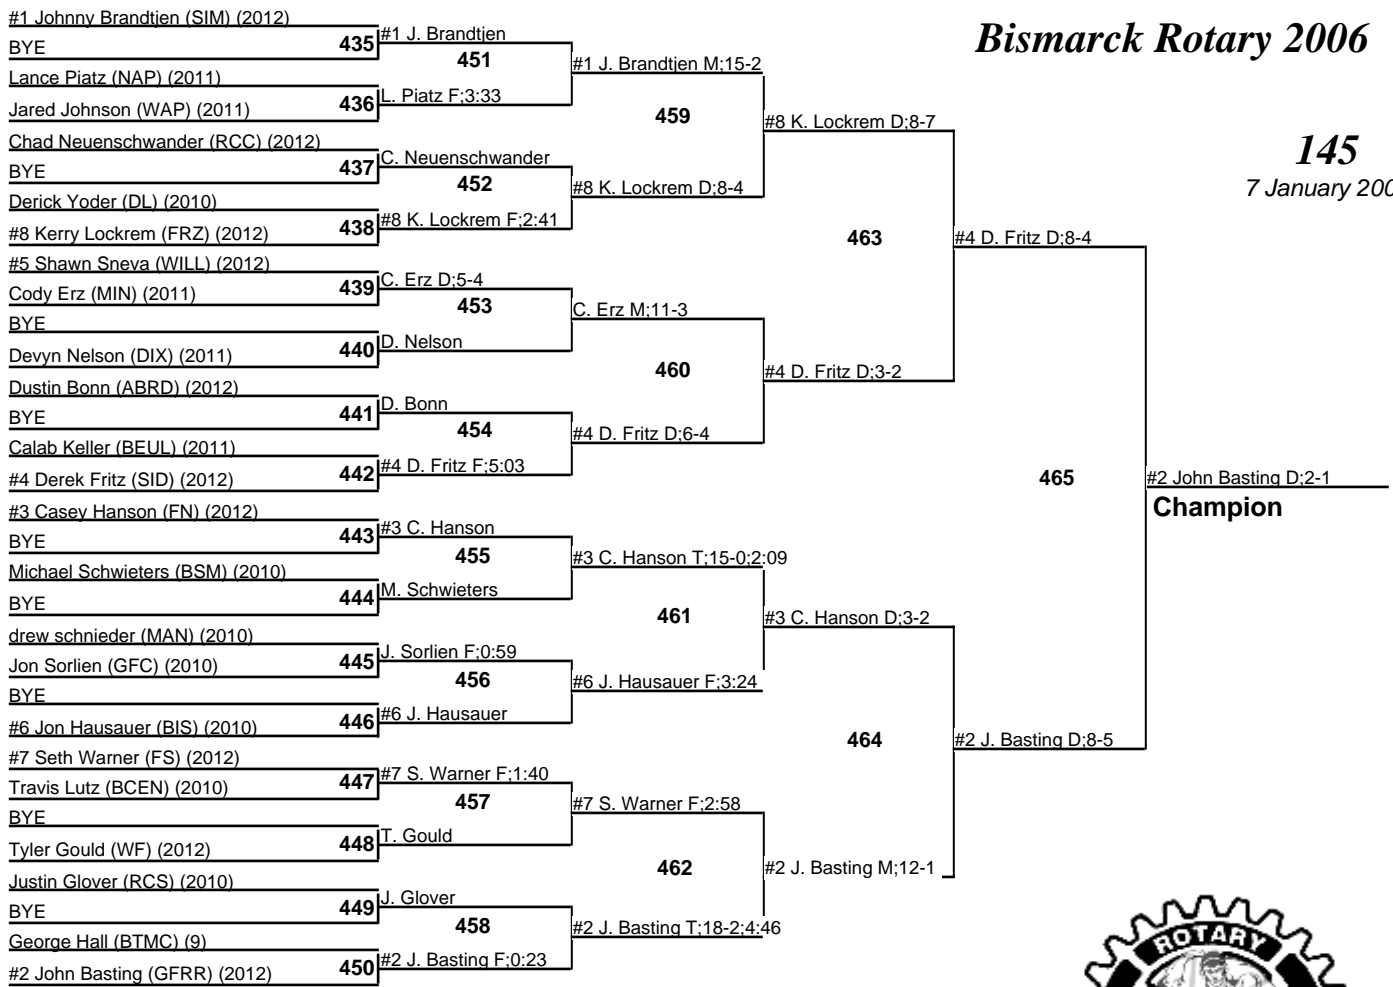 Bismarck Rotary 2006
145
7 January 200
#1 Johnny Brandtjen (SIM) (2012)
BYE
435
Lance Piatz (NAP) (2011)
Jared Johnson (WAP) (2011)
436
Chad Neuenschwander (RCC) (2012)
BYE
437
Derick Yoder (DL) (2010)
#8 Kerry Lockrem (FRZ) (2012)
438
#5 Shawn Sneva (WILL) (2012)
Cody Erz (MIN) (2011)
439
BYE
Devyn Nelson (DIX) (2011)
440
Dustin Bonn (ABRD) (2012)
BYE
441
Calab Keller (BEUL) (2011)
#4 Derek Fritz (SID) (2012)
442
#3 Casey Hanson (FN) (2012)
BYE
443
Michael Schwieters (BSM) (2010)
BYE
444
drew schnieder (MAN) (2010)
Jon Sorlien (GFC) (2010)
445
BYE
#6 Jon Hausauer (BIS) (2010)
446
#7 Seth Warner (FS) (2012)
Travis Lutz (BCEN) (2010)
447
BYE
Tyler Gould (WF) (2012)
448
Justin Glover (RCS) (2010)
BYE
449
George Hall (BTMC) (9)
#2 John Basting (GFRR) (2012)
450
#1 J. Brandtjen
451
L. Piatz F;3:33
C. Neuenschwander
452
#8 K. Lockrem F;2:41
C. Erz D;5-4
453
D. Nelson
D. Bonn
454
#4 D. Fritz F;5:03
#3 C. Hanson
455
M. Schwieters
J. Sorlien F;0:59
456
#6 J. Hausauer
#7 S. Warner F;1:40
457
T. Gould
J. Glover
458
#2 J. Basting F;0:23
#1 J. Brandtjen M;15-2
459
#8 K. Lockrem D;8-4
C. Erz M;11-3
460
#4 D. Fritz D;6-4
#3 C. Hanson T;15-0;2:09
461
#6 J. Hausauer F;3:24
#7 S. Warner F;2:58
462
#2 J. Basting T;18-2;4:46
#8 K. Lockrem D;8-7
463
#4 D. Fritz D;3-2
#3 C. Hanson D;3-2
464
#2 J. Basting M;12-1
#4 D. Fritz D;8-4
465
#2 J. Basting D;8-5
#2 John Basting D;2-1
Champion
ROTARY